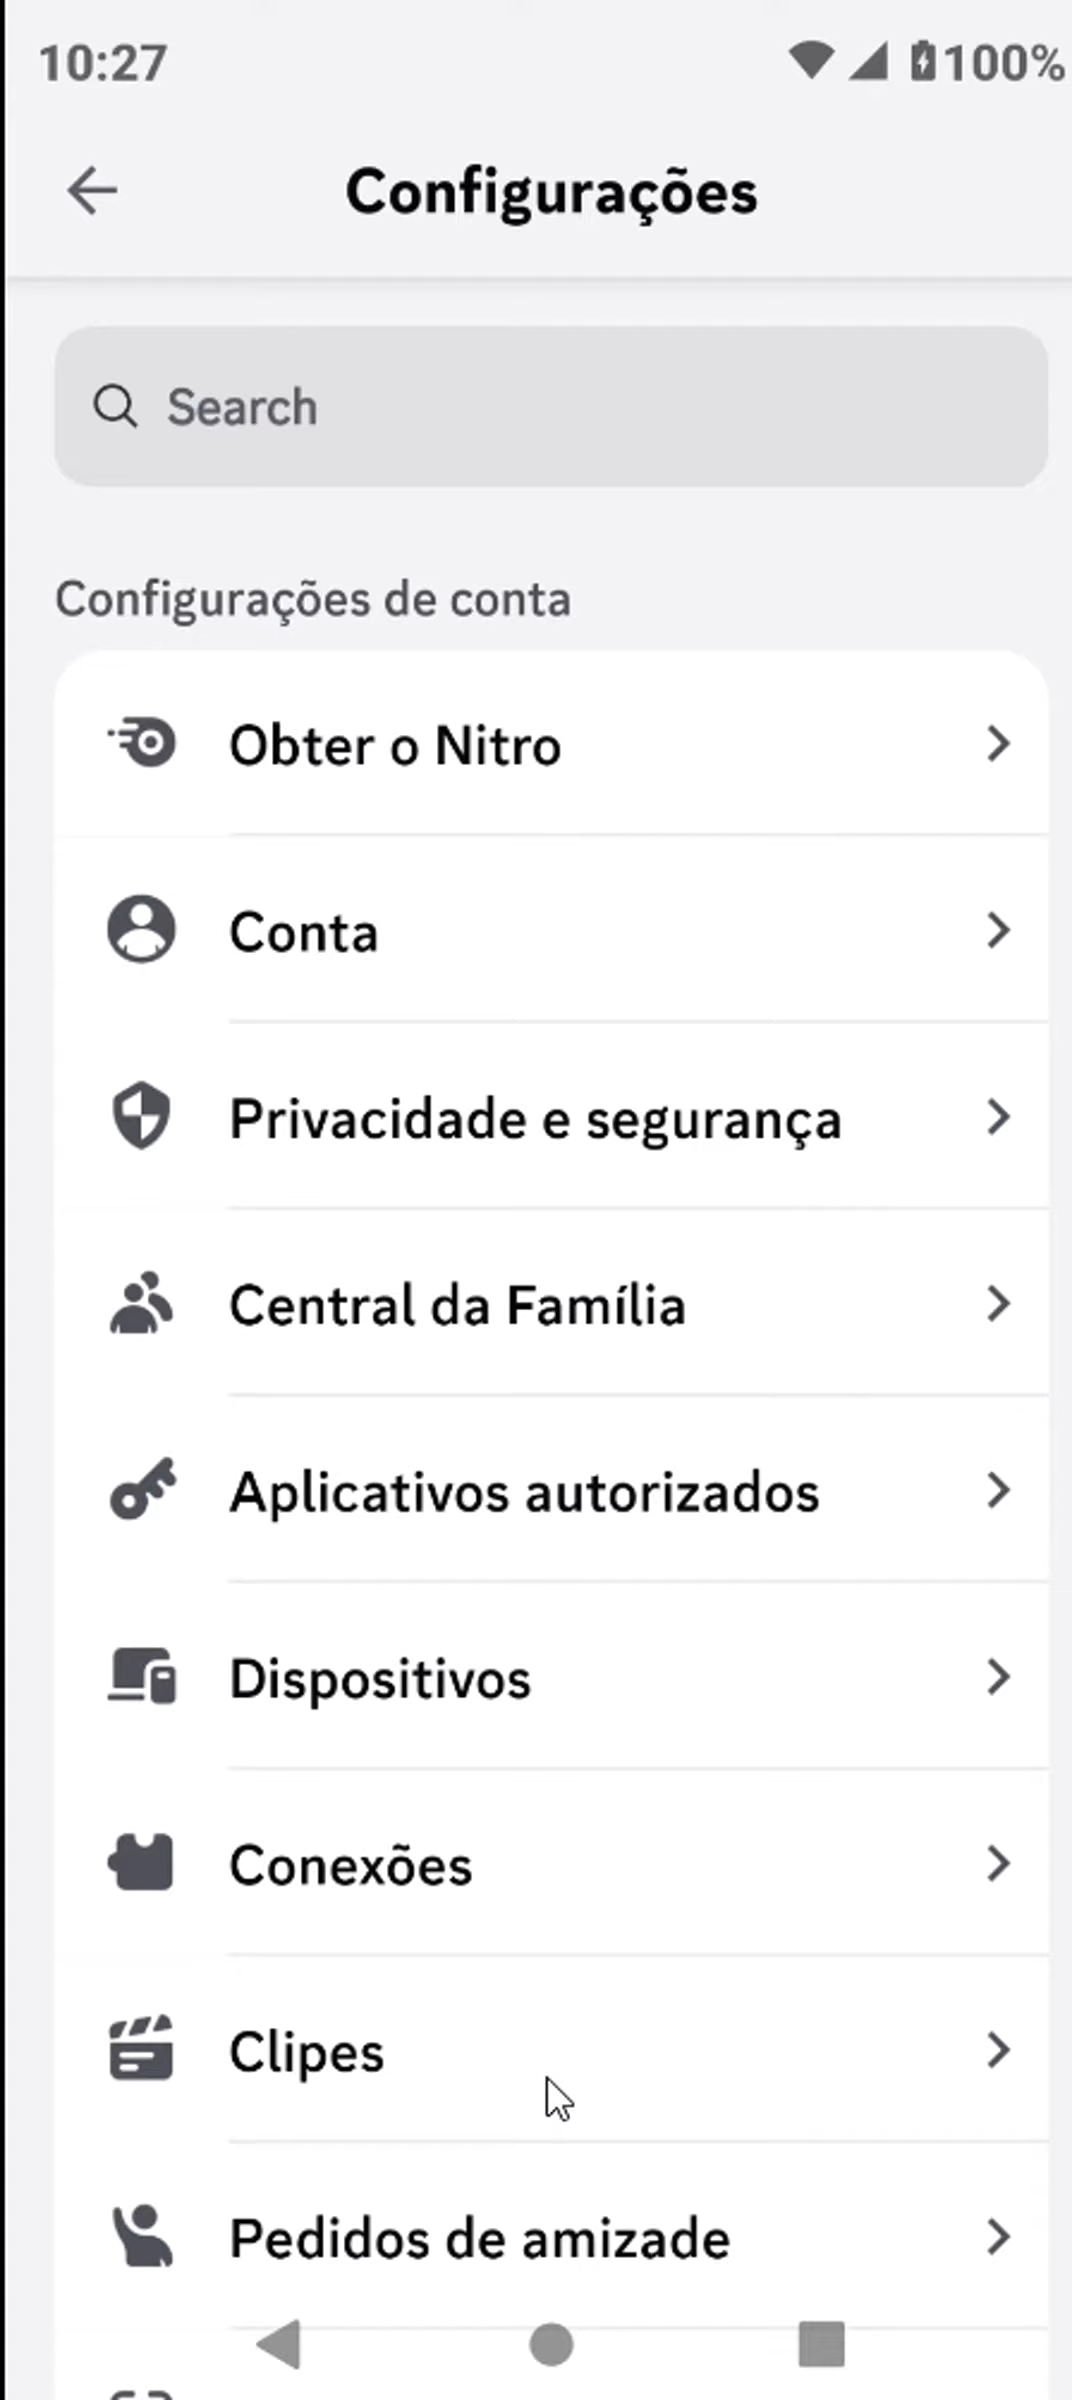 10:27
100%
Configurações
Search
Configurações de conta
Obter o Nitro
Conta
Privacidade e segurança
Central da Família
Aplicativos autorizados
Dispositivos
Conexões
Clipes
Pedidos de amizade